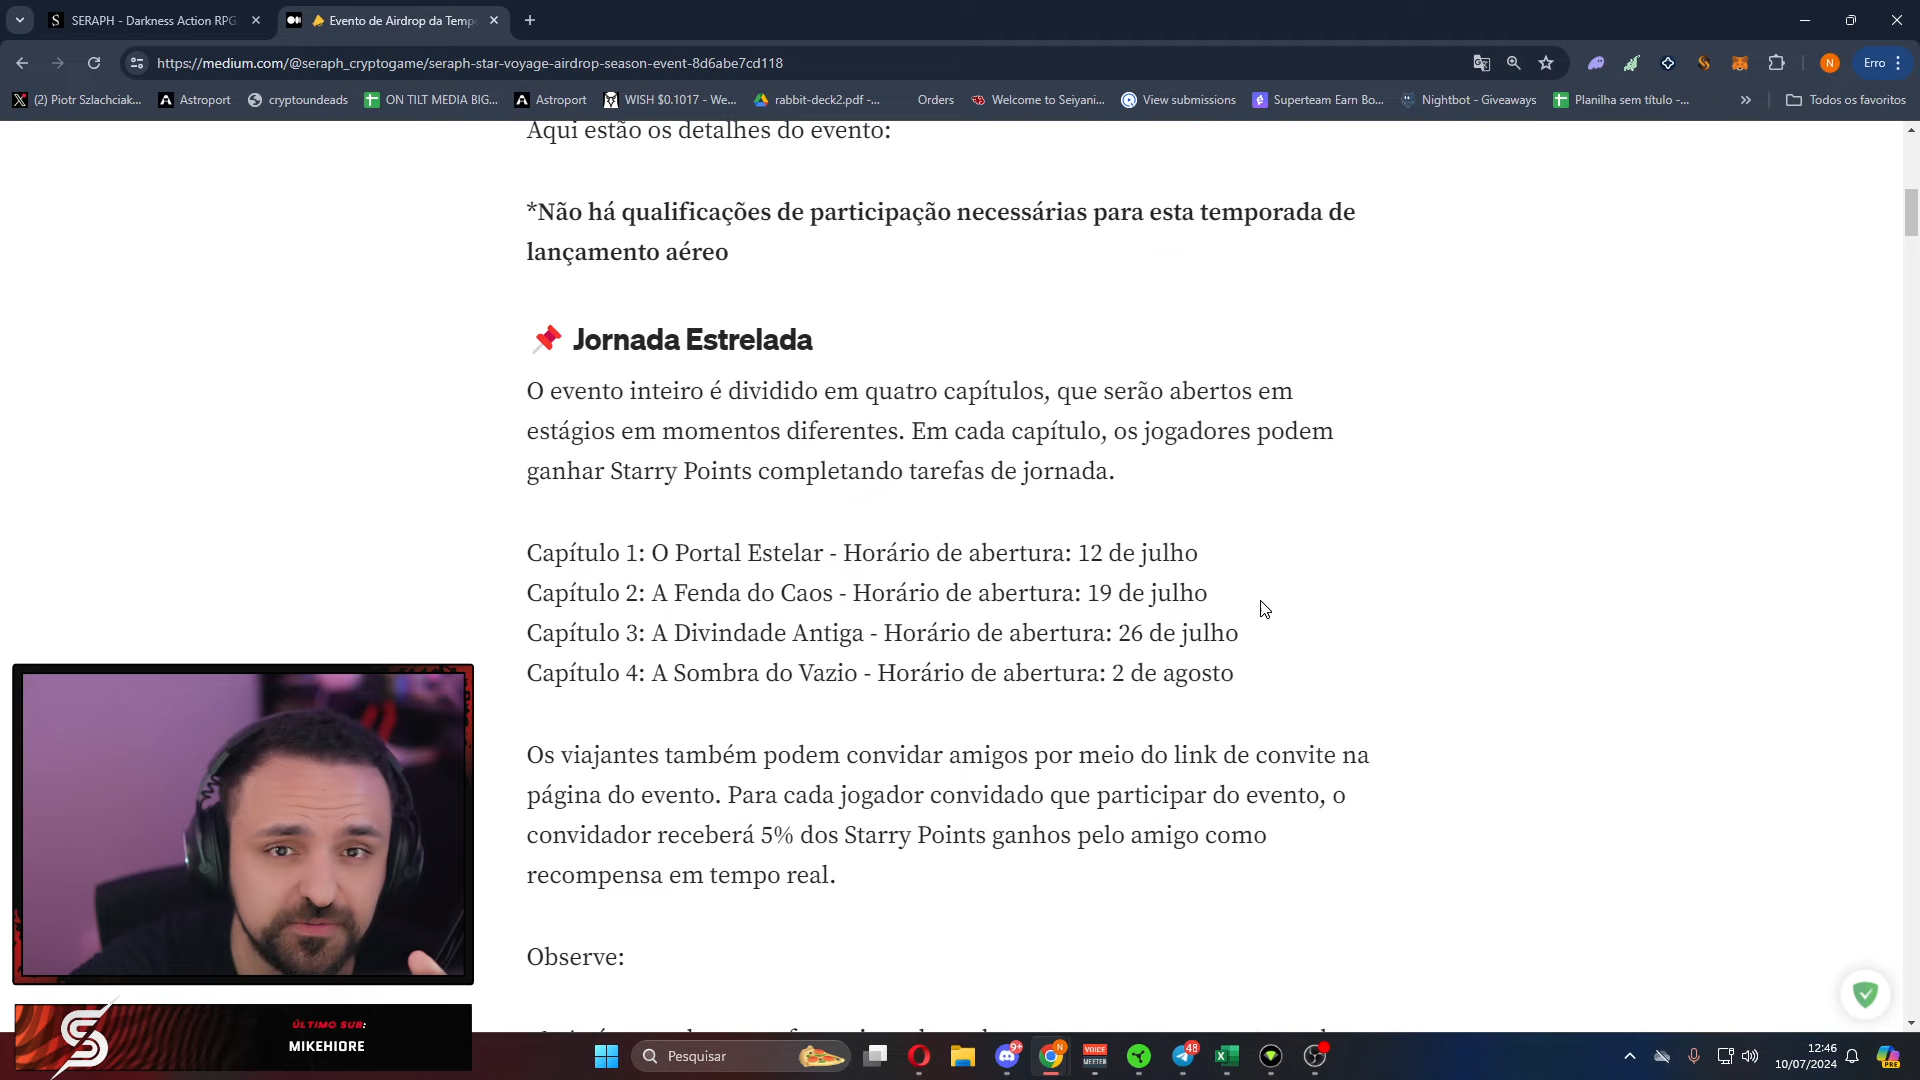 SERAPH - Darkness Action RPG
Evento de Airdrop da Temp
https://medium.com/@seraph_cryptogame/seraph-star-voyage-airdrop-season-event-8d6abe7cd118
Erro
(2) Piotr Szlachciak...
Astroport
cryptoundeads
ON TILT MEDIA BIG...
Astroport
WISH $0.1017 - We...
rabbit-deck2.pdf -...
Orders
Welcome to Seiyani...
View submissions
Superteam Earn Bo...
Nightbot - Giveaways
Planilha sem título -...
Todos os favoritos
Aqui estão os detalhes do evento:
*Não há qualificações de participação necessárias para esta temporada de
lançamento aéreo
Jornada Estrelada
O evento inteiro é dividido em quatro capítulos, que serão abertos em
estágios em momentos diferentes. Em cada capítulo, os jogadores podem
ganhar Starry Points completando tarefas de jornada.
Capítulo 1: O Portal Estelar - Horário de abertura: 12 de julho
Capítulo 2: A Fenda do Caos - Horário de abertura: 19 de julho
Capítulo 3: A Divindade Antiga - Horário de abertura: 26 de julho
Capítulo 4: A Sombra do Vazio - Horário de abertura: 2 de agosto
Os viajantes também podem convidar amigos por meio do link de convite na
página do evento. Para cada jogador convidado que participar do evento, o
convidador receberá 5% dos Starry Points ganhos pelo amigo como
recompensa em tempo real.
Observe:
ÚLTIMO SUB:
MIKEHIORE
Pesquisar
9+
VOICE
MEETER
48
12:46
10/07/2024
PRE